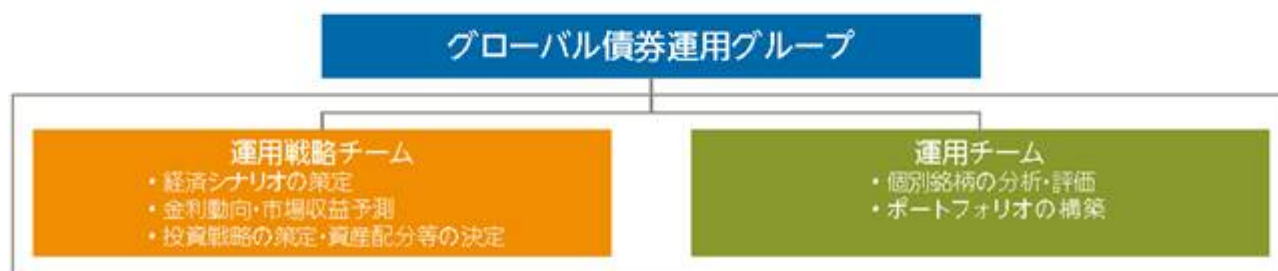 グローバル債券運用グループ
運用戦略チーム
・経済シナリオの策定
・金利動向・市場収益予測
・投資戦略の策定・資産配分等の決定
運用チーム
・個別銘柄の分析・評価
・ポートフォリオの構築